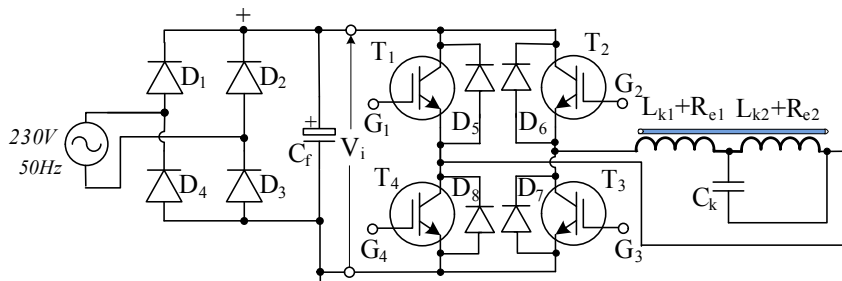 +
D1 D2
230V
50Hz
D4 D3
+
Cf
Vi
T1 T2
G1 G2
D5 D6
T4 T3
D8 D7
G4 G3
Lk1+Re1 Lk2+Re2
Ck